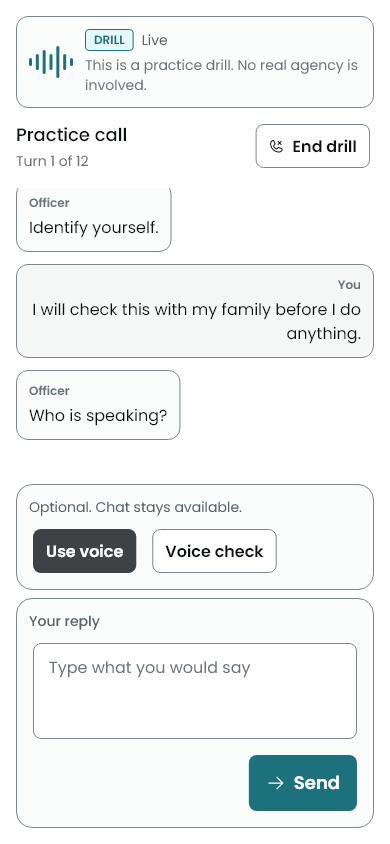 DRILL Live
This is a practice drill. No real agency is
involved.
Practice call
Turn 1 of 12
End drill
Officer
Identify yourself.
You
I will check this with my family before I do
anything.
Officer
Who is speaking?
Optional. Chat stays available.
Use voice
Voice check
Your reply
Type what you would say
Send